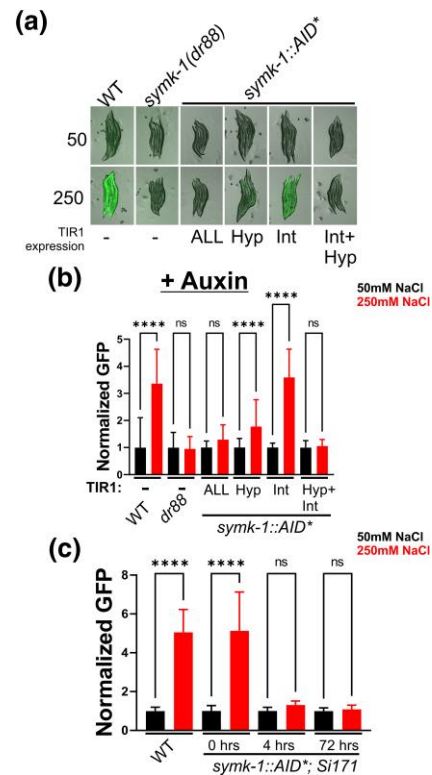 (a)
WT
symk-1(dr88)
symk-1::AID*
50
250
TIR1
expression
- - ALL Hyp Int Int+
Hyp
(b)
+ Auxin
50mM NaCl
250mM NaCl
**** ns ns **** **** ns
Normalized GFP
5
4
3
2
1
0
TIR1: - - ALL Hyp Int Hyp+
Int
WT dr88
symk-1::AID*
(c)
50mM NaCl
250mM NaCl
**** **** ns ns
Normalized GFP
8
6
4
2
0
WT 0 hrs 4 hrs 72 hrs
symk-1::AID*; Si171